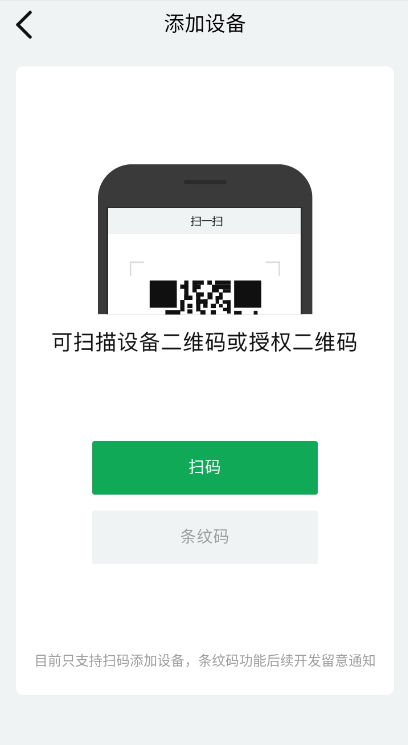 添加设备
扫一扫
可扫描设备二维码或授权二维码
扫码
条纹码
目前只支持扫码添加设备，条纹码功能后续开发留意通知